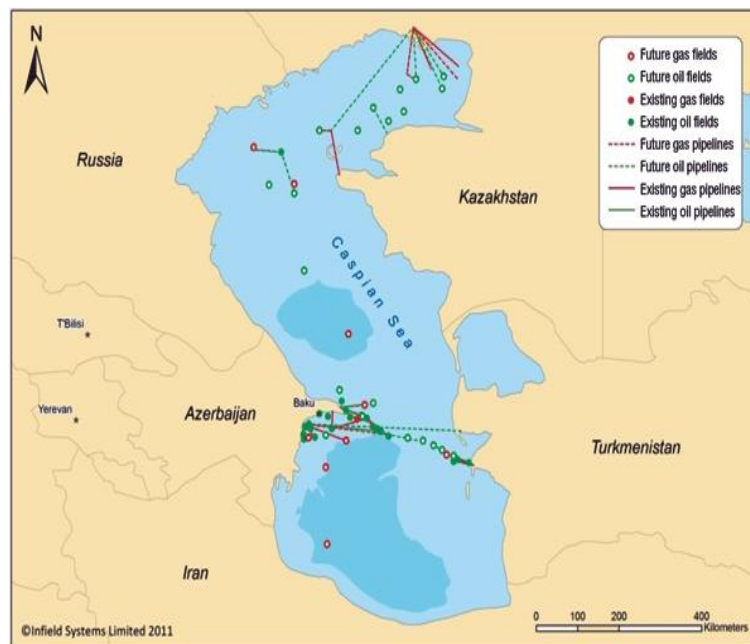 N
Future gas fields
Future oil fields
Existing gas fields
Existing oil fields
Future gas pipelines
Future oil pipelines
Existing gas pipelines
Existing oil pipelines
Russia
Kazakhstan
Caspian Sea
T'Bilisi
Yerevan
Azerbaijan
Baku
Turkmenistan
Iran
©Infield Systems Limited 2011
0 100 200 400
Kilometers